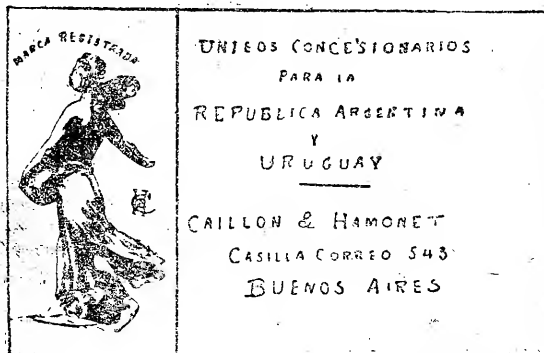 MARCA REGISTRADA
UNICOS CONCESIONARIOS
PARA LA
REPUBLICA ARGENTINA
Y
URUGUAY
CAILLON & HAMONET
CASILLA CORREO 543
BUENOS AIRES